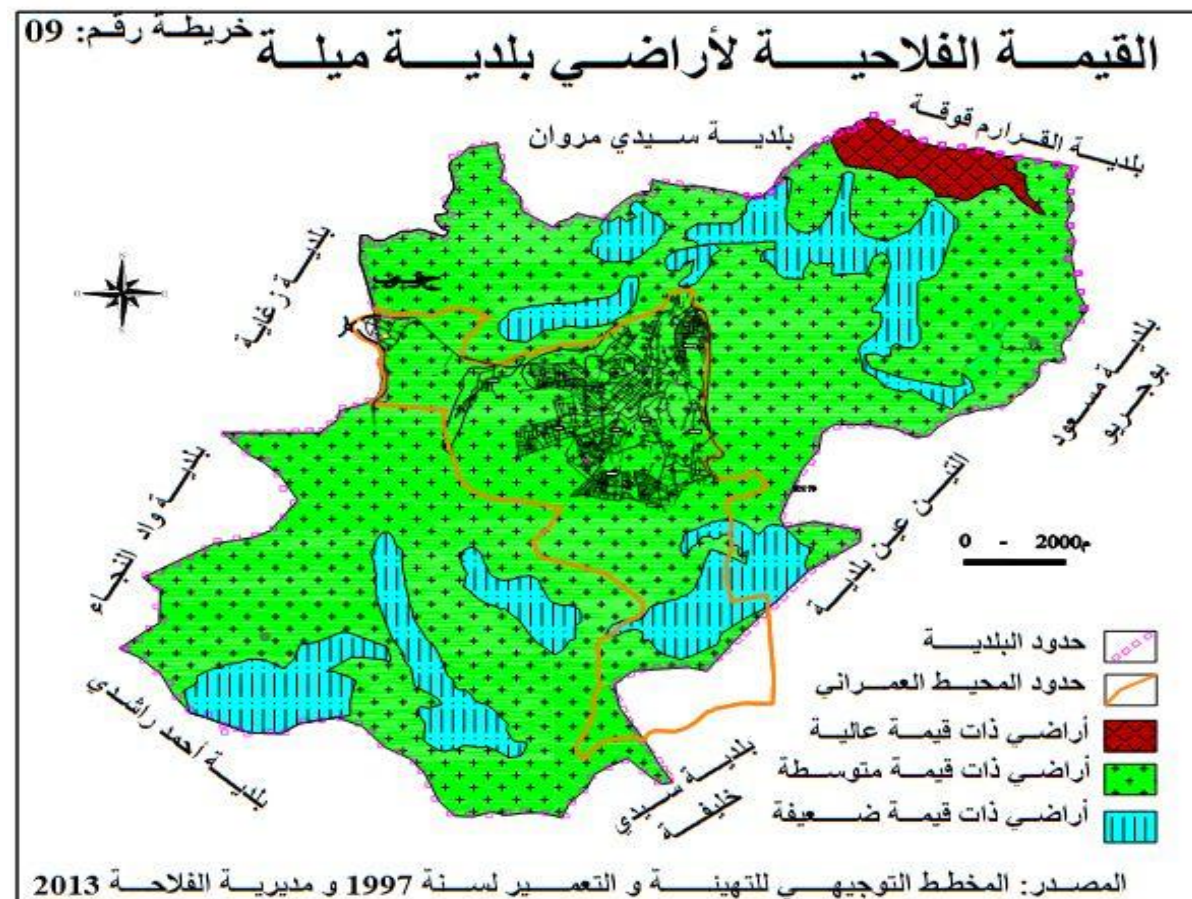 خريطة رقم: 09
القيمة الفلاحية لأراضي بلدية ميلة
بلدية القرارم قوقة
بلدية سيدي مروان
بلدية زغاية
بلدية مسعود
بوجريو
بلدية واد النجاء
التين عين بلدية
0 - 2000م
بلدية أحمد راشدي
بلدية سيدي
خليفة
حدود البلدية
حدود المحيط العمراني
أراضي ذات قيمة عالية
أراضي ذات قيمة متوسطة
أراضي ذات قيمة ضعيفة
المصدر: المخطط التوجيهي للتهيئة و التعمير لسنة 1997 و مديرية الفلاحة 2013